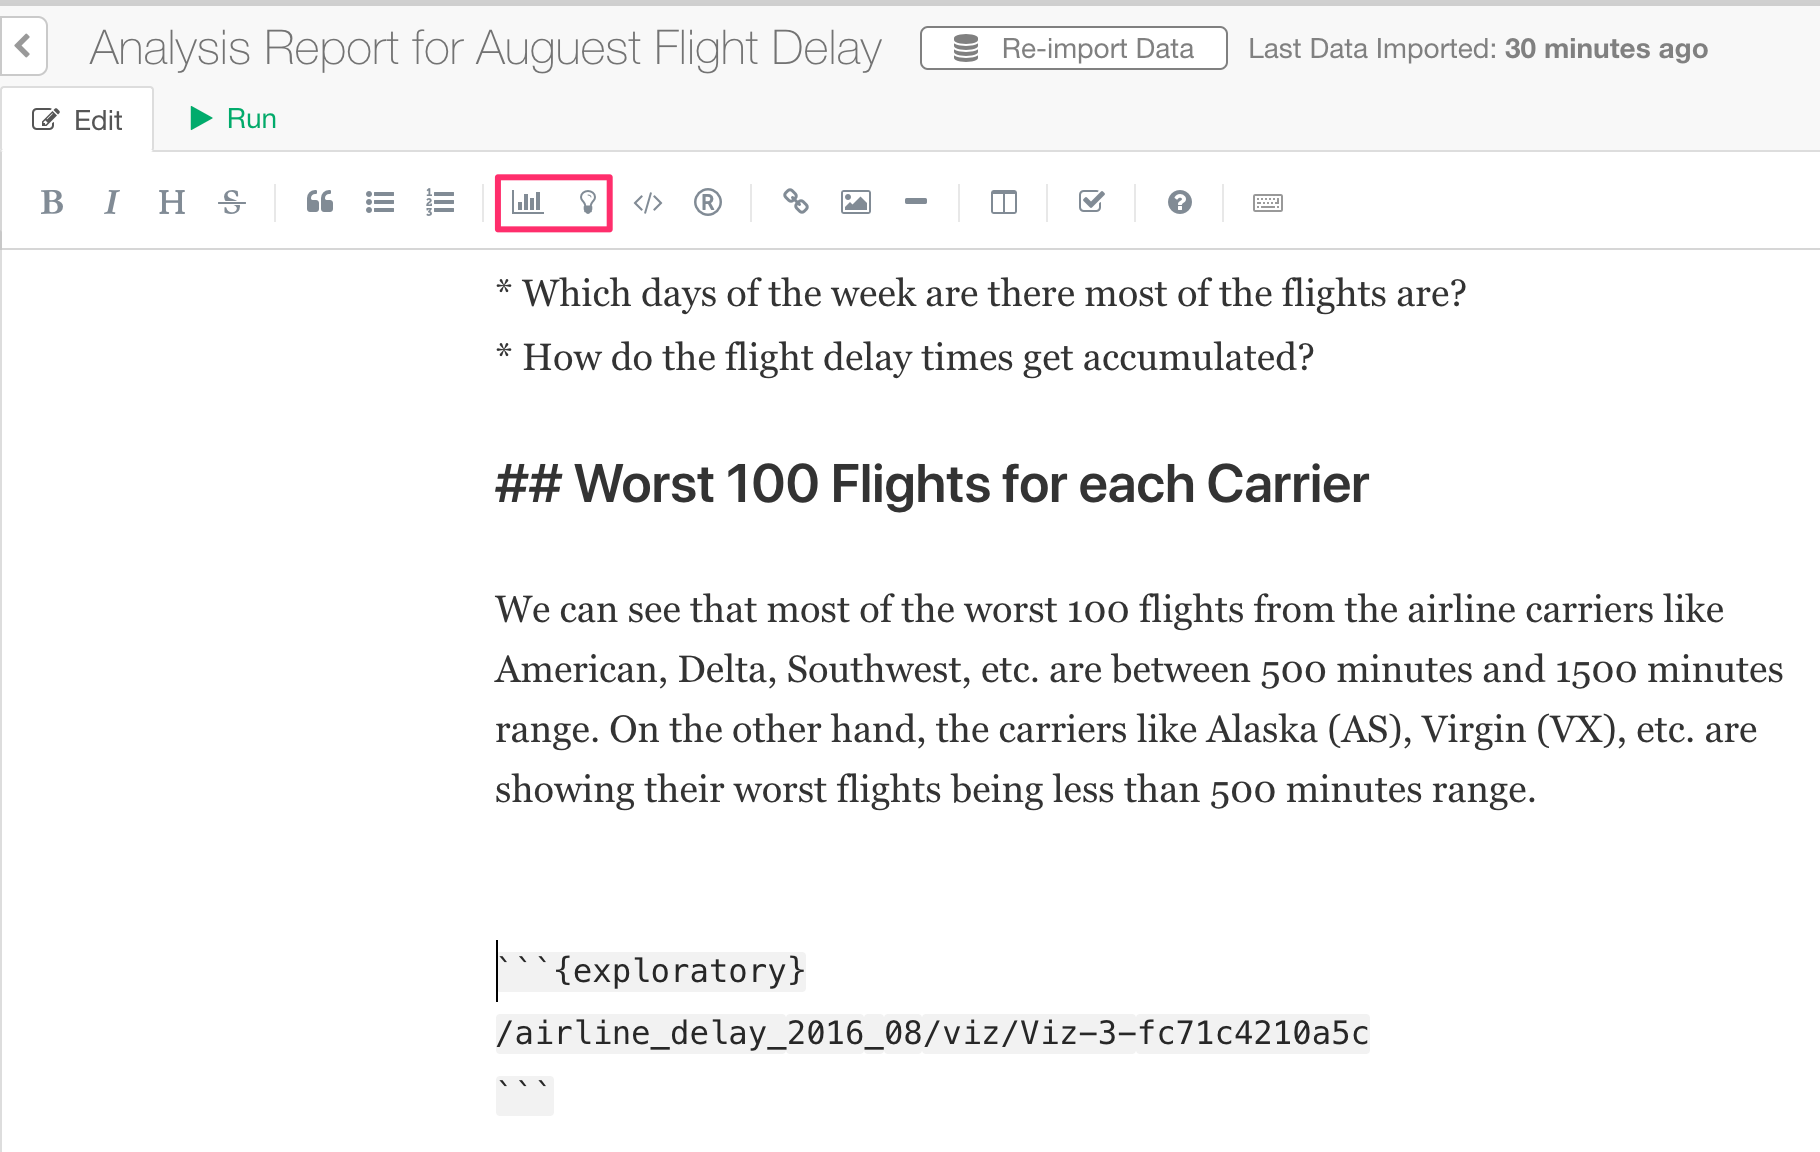 Analysis Report for Auguest Flight Delay
Re-import Data
Last Data Imported: 30 minutes ago
Edit
Run
B I H S </> ®
* Which days of the week are there most of the flights are?
* How do the flight delay times get accumulated?
## Worst 100 Flights for each Carrier
We can see that most of the worst 100 flights from the airline carriers like
American, Delta, Southwest, etc. are between 500 minutes and 1500 minutes
range. On the other hand, the carriers like Alaska (AS), Virgin (VX), etc. are
showing their worst flights being less than 500 minutes range.
```{exploratory}
/airline_delay_2016_08/viz/Viz-3-fc71c4210a5c
```